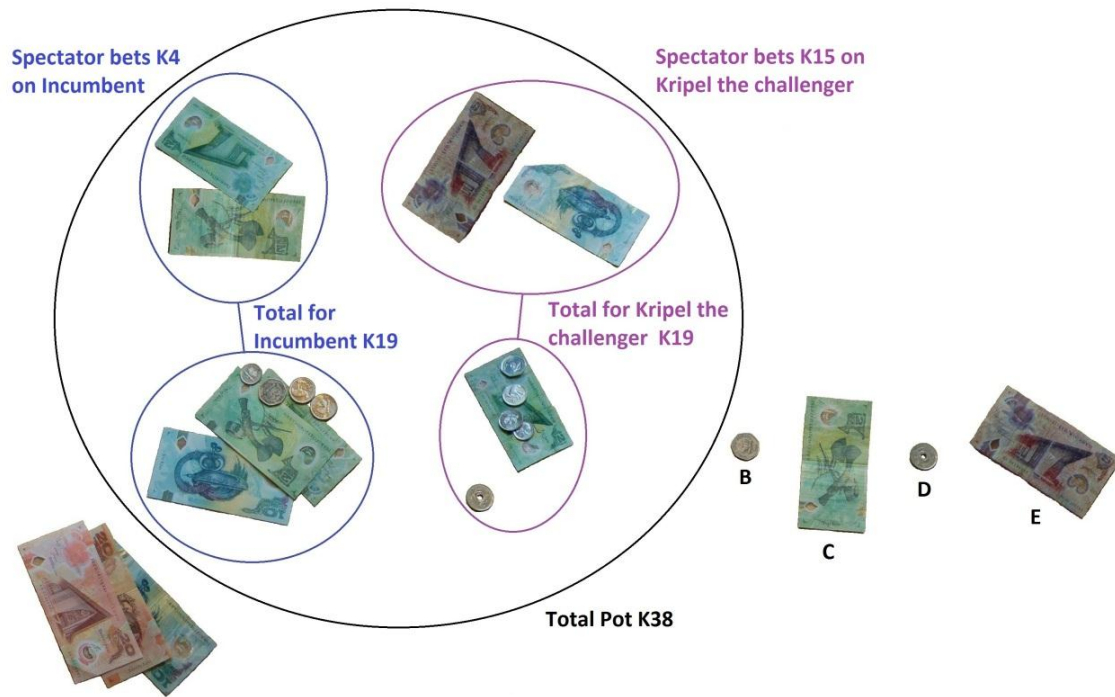 Spectator bets K4
on Incumbent
Spectator bets K15 on
Kripel the challenger
Total for
Incumbent K19
Total for Kripel the
challenger  K19
B
C
D
E
Total Pot K38